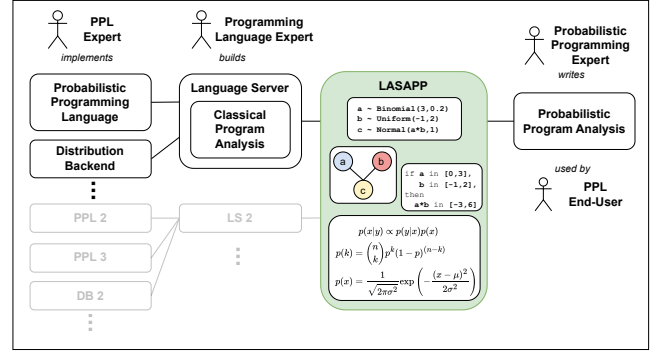 PPL
Expert
implements
Programming
Language Expert
builds
Probabilistic
Programming
Expert
writes
Probabilistic
Programming
Language
Distribution
Backend
PPL 2
PPL 3
DB 2
Language Server
Classical
Program
Analysis
LS 2
LASAPP
a ~ Binomial(3,0.2)
b ~ Uniform(-1,2)
c ~ Normal(a*b,1)
a
b
c
if a in [0,3],
b in [-1,2],
then
a*b in [-3,6]
p(x|y) ∝ p(y|x)p(x)
p(k) = (n k) p^k (1 − p)^(n−k)
p(x) = 1/√(2πσ²) exp(−(x − μ)²/2σ²)
Probabilistic
Program Analysis
used by
PPL
End-User